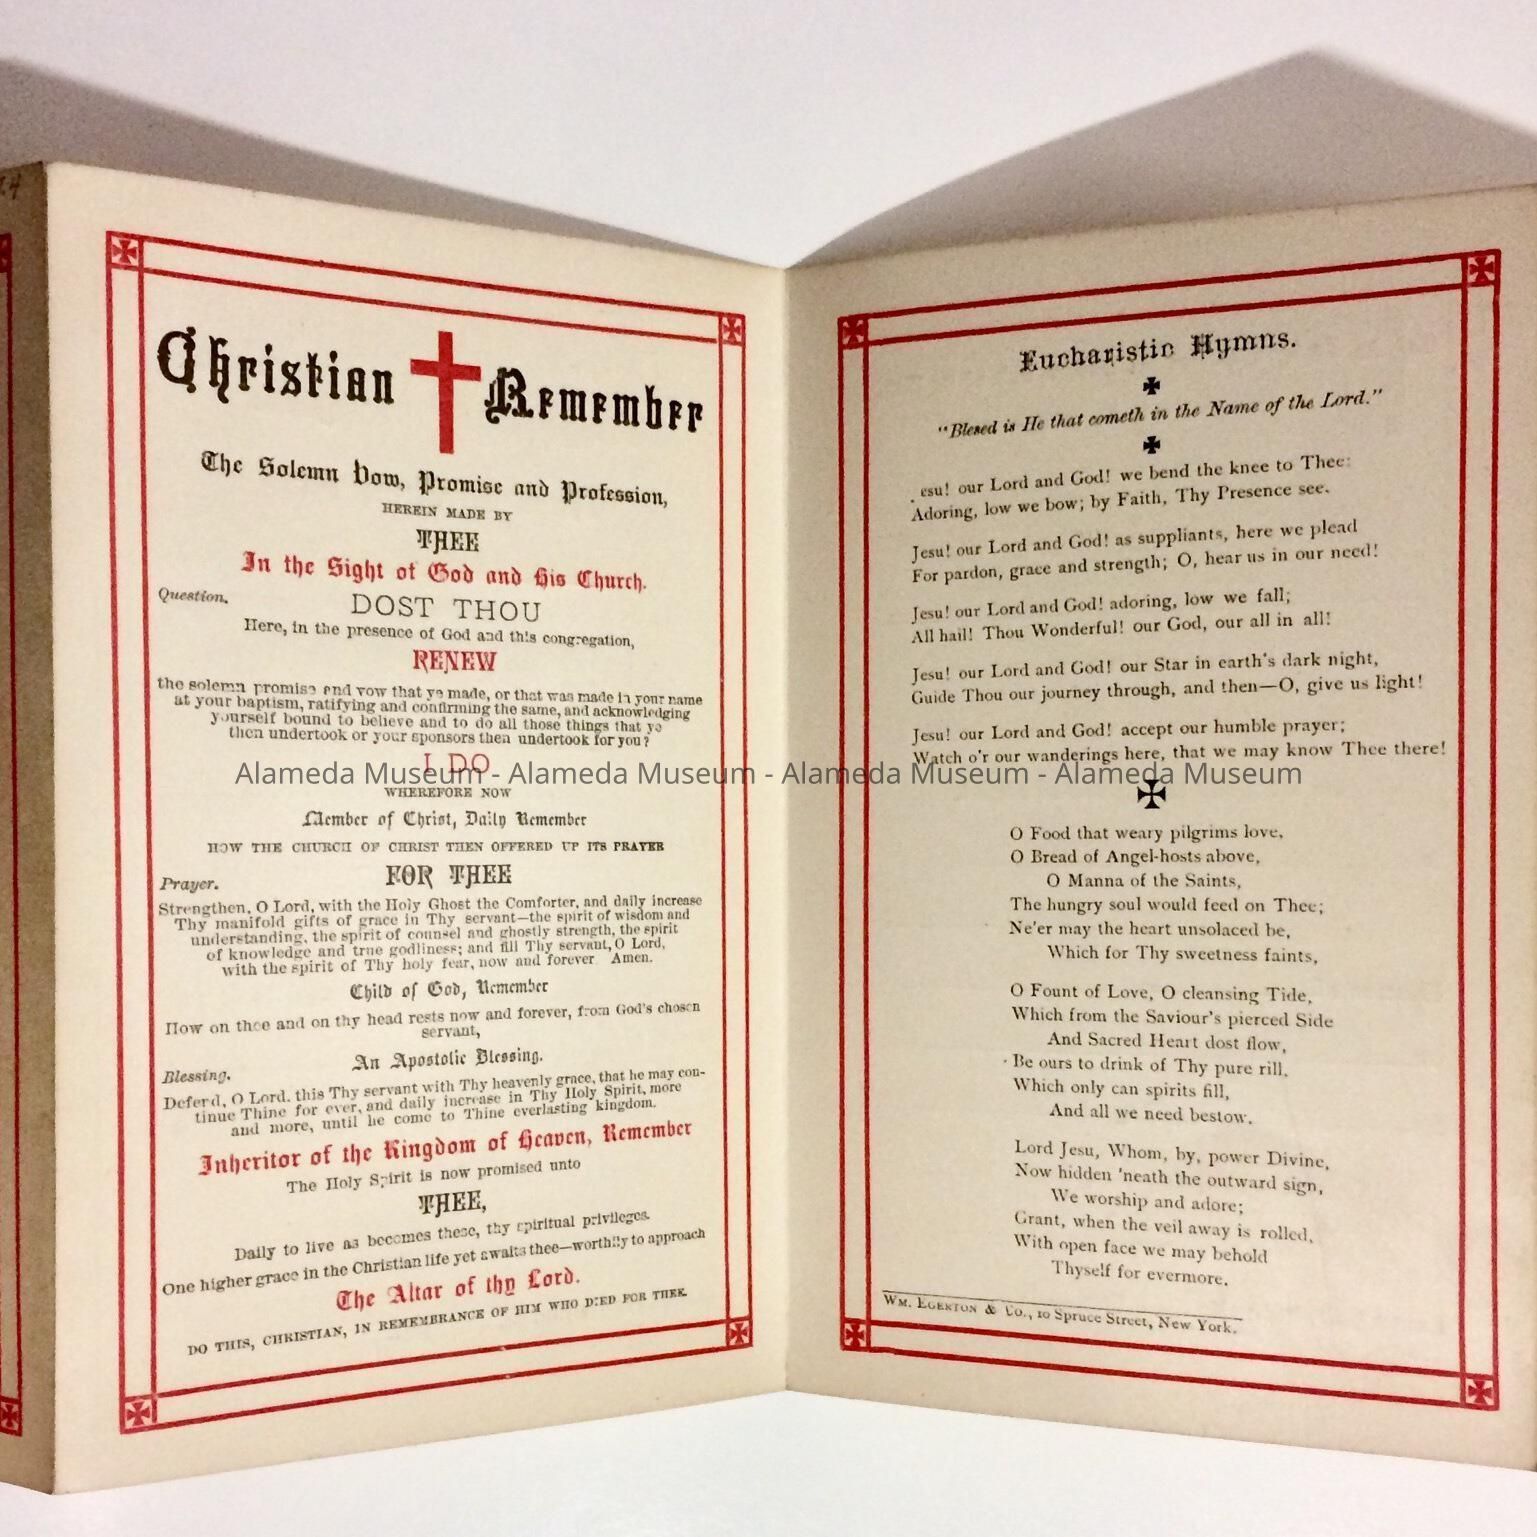 Christian Remember
The Solemn Vow, Promise and Profession,
HEREIN MADE BY
THEE
In the Sight of God and His Church.
Question.
DOST THOU
Here, in the presence of God and this congregation,
RENEW
the solemn promise and vow that ye made, or that was made in your name
at your baptism, ratifying and confirming the same, and acknowledging
yourself bound to believe and to do all those things that ye
then undertook or your sponsors then undertook for you?
I DO
WHEREFORE NOW
Member of Christ, Daily Remember
HOW THE CHURCH OF CHRIST THEN OFFERED UP ITS PRAYER
FOR THEE
Prayer.
Strengthen, O Lord, with the Holy Ghost the Comforter, and daily increase
Thy manifold gifts of grace in Thy servant—the spirit of wisdom and
understanding, the spirit of counsel and ghostly strength, the spirit
of knowledge and true godliness; and fill Thy servant, O Lord,
with the spirit of Thy holy fear, now and forever Amen.
Child of God, Remember
How on thee and on thy head rests now and forever, from God's chosen
servant,
An Apostolic Blessing.
Blessing.
Defend, O Lord. this Thy servant with Thy heavenly grace, that he may con-
tinue Thine for ever, and daily increase in Thy Holy Spirit, more
and more, until he come to Thine everlasting kingdom.
Inheritor of the Kingdom of Heaven, Remember
The Holy Spirit is now promised unto
THEE,
Daily to live as becomes these, thy spiritual privileges.
One higher grace in the Christian life yet awaits thee—worthily to approach
The Altar of thy Lord.
DO THIS, CHRISTIAN, IN REMEMBRANCE OF HIM WHO DIED FOR THEE.
Eucharistic Hymns.
"Blesed is He that cometh in the Name of the Lord."
esu! our Lord and God! we bend the knee to Thee:
Adoring, low we bow; by Faith, Thy Presence see.
Jesu! our Lord and God! as suppliants, here we plead
For pardon, grace and strength; O, hear us in our need!
Jesu! our Lord and God! adoring, low we fall;
All hail! Thou Wonderful! our God, our all in all!
Jesu! our Lord and God! our Star in earth's dark night,
Guide Thou our journey through, and then—O, give us light!
Jesu! our Lord and God! accept our humble prayer;
Watch o'r our wanderings here, that we may know Thee there!
Alameda Museum - Alameda Museum - Alameda Museum - Alameda Museum
O Food that weary pilgrims love,
O Bread of Angel-hosts above,
O Manna of the Saints,
The hungry soul would feed on Thee;
Ne'er may the heart unsolaced be,
Which for Thy sweetness faints,
O Fount of Love, O cleansing Tide,
Which from the Saviour's pierced Side
And Sacred Heart dost flow,
Be ours to drink of Thy pure rill,
Which only can spirits fill,
And all we need bestow.
Lord Jesu, Whom, by, power Divine,
Now hidden 'neath the outward sign,
We worship and adore;
Grant, when the veil away is rolled,
With open face we may behold
Thyself for evermore.
WM. EGERTON & CO., 10 Spruce Street, New York.